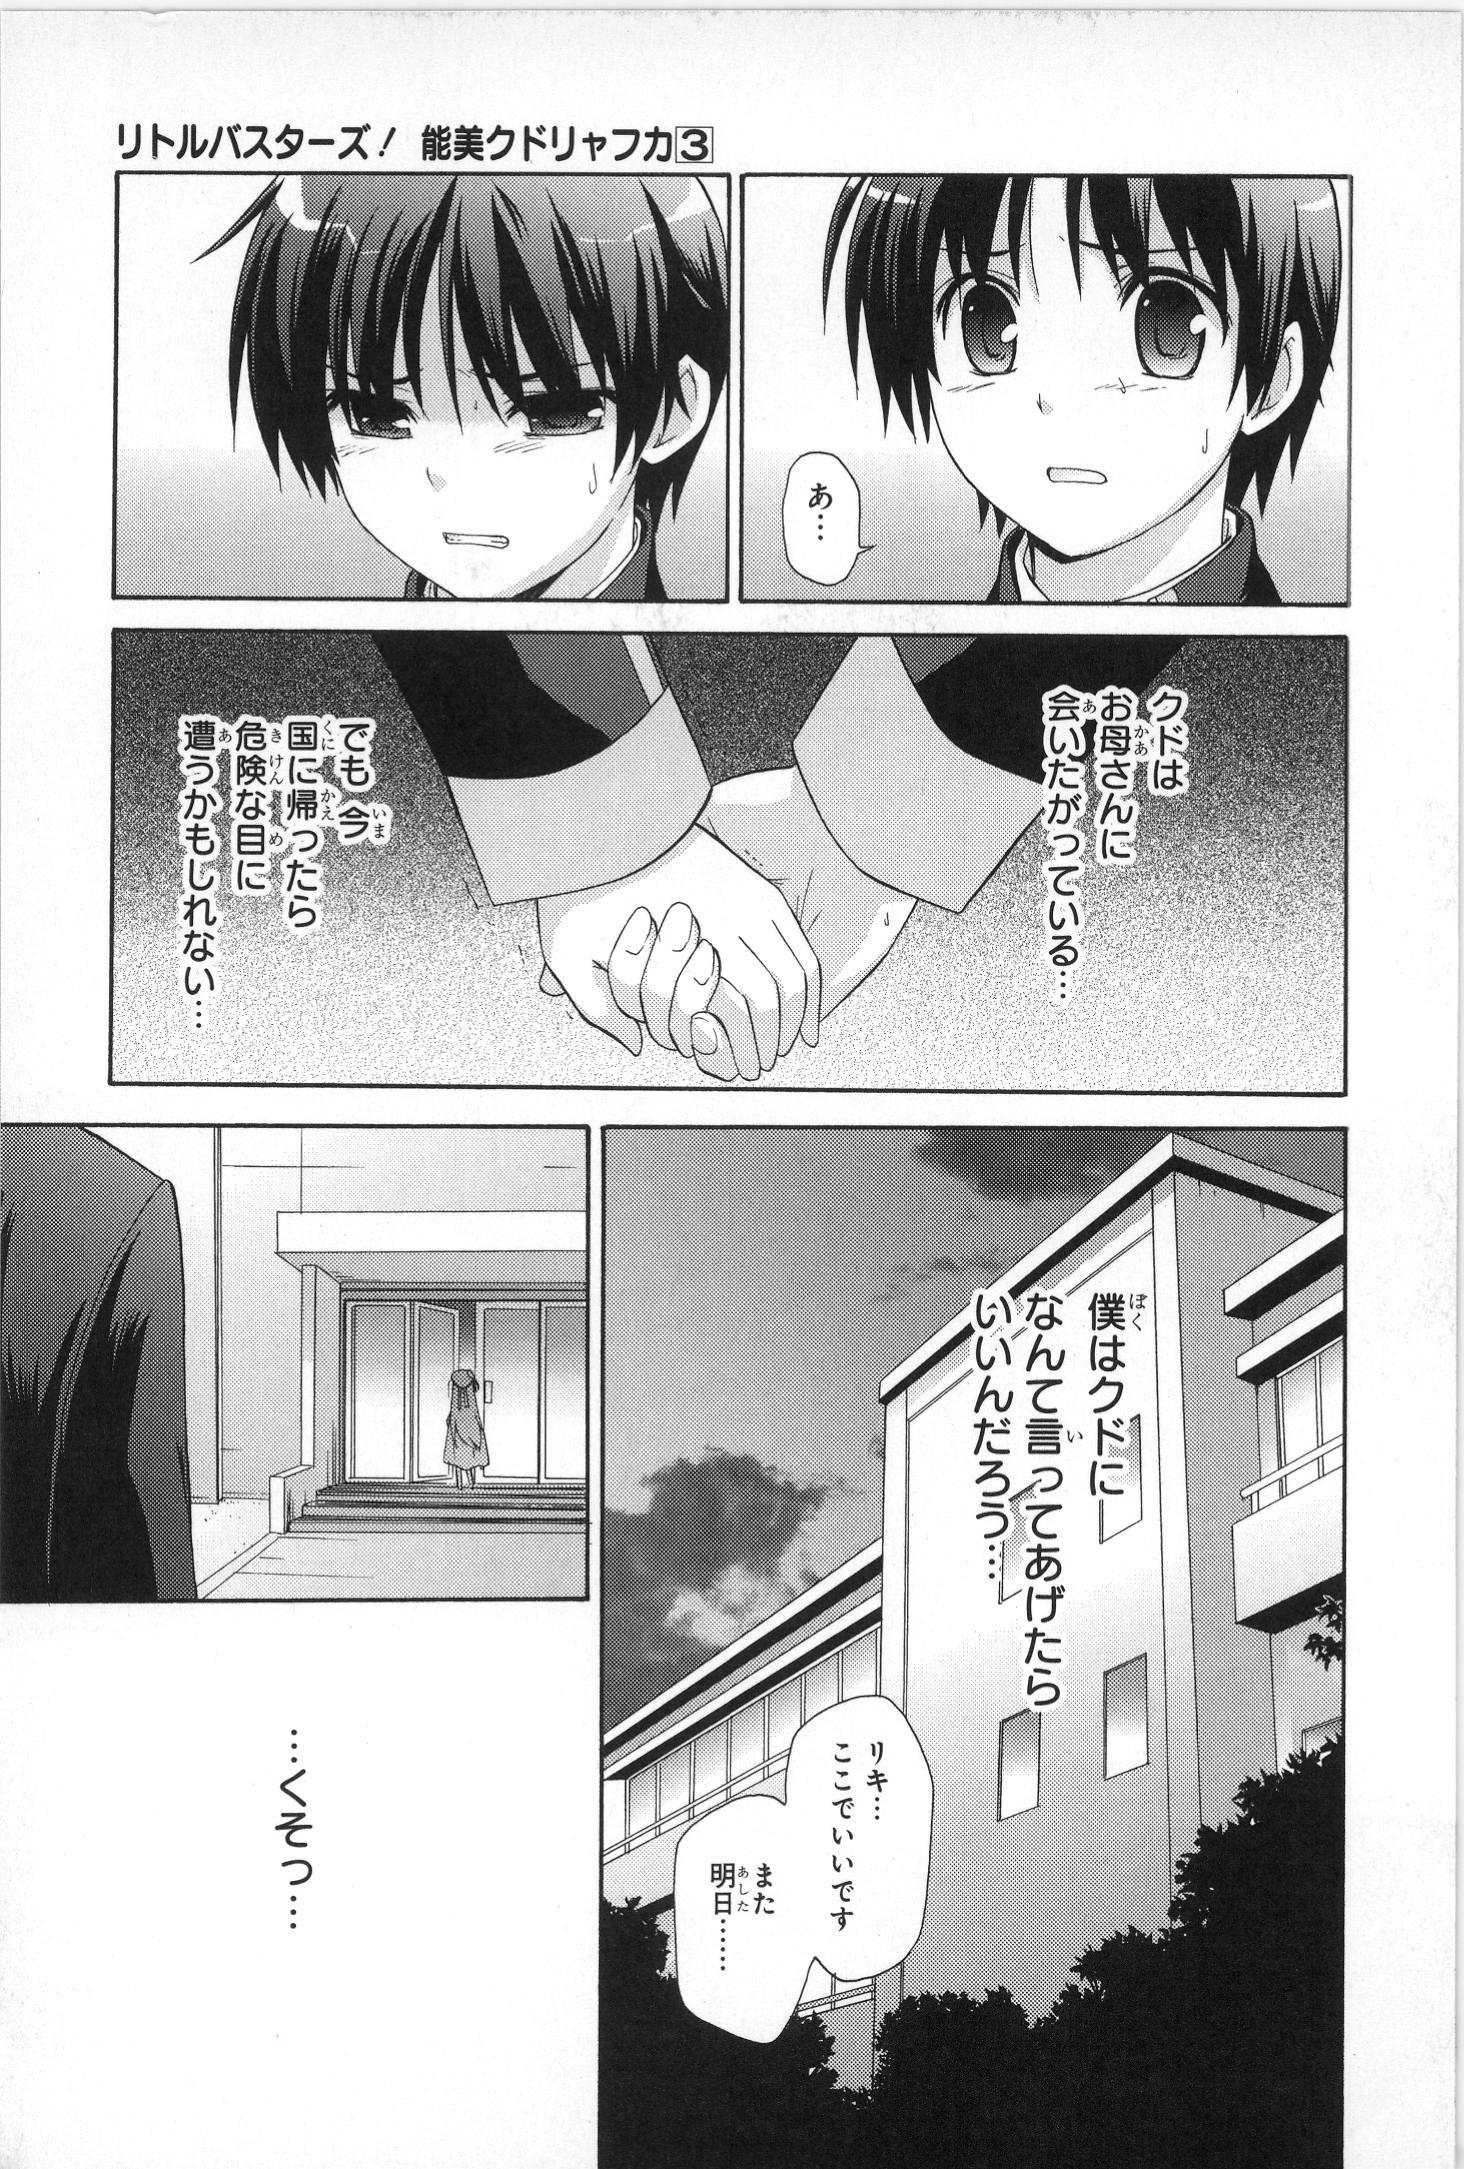 リトルバスターズ! 能美クドリャフカ3
あ…
クドは
お母さんに
会いたがっている…
でも今
国に帰ったら
危険な目に
遭うかもしれない…
僕はクドに
なんて言ってあげたら
いいんだろう…
リキ…
ここでいいです
また
明日……
…くそっ…